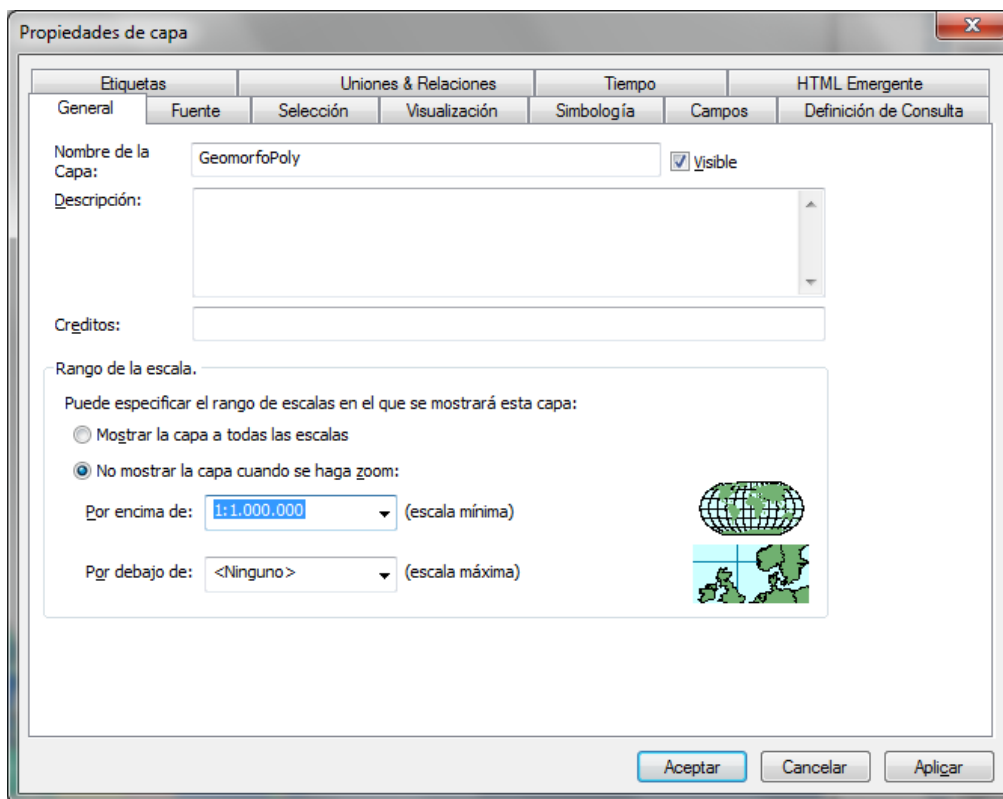 Propiedades de capa
Etiquetas
Uniones & Relaciones
Tiempo
HTML Emergente
General
Fuente
Selección
Visualización
Simbología
Campos
Definición de Consulta
Nombre de la
Capa:
GeomorfoPoly
Visible
Descripción:
Creditos:
Rango de la escala.
Puede especificar el rango de escalas en el que se mostrará esta capa:
Mostrar la capa a todas las escalas
No mostrar la capa cuando se haga zoom:
Por encima de:
1:1.000.000
(escala mínima)
Por debajo de:
<Ninguno>
(escala máxima)
Aceptar
Cancelar
Aplicar